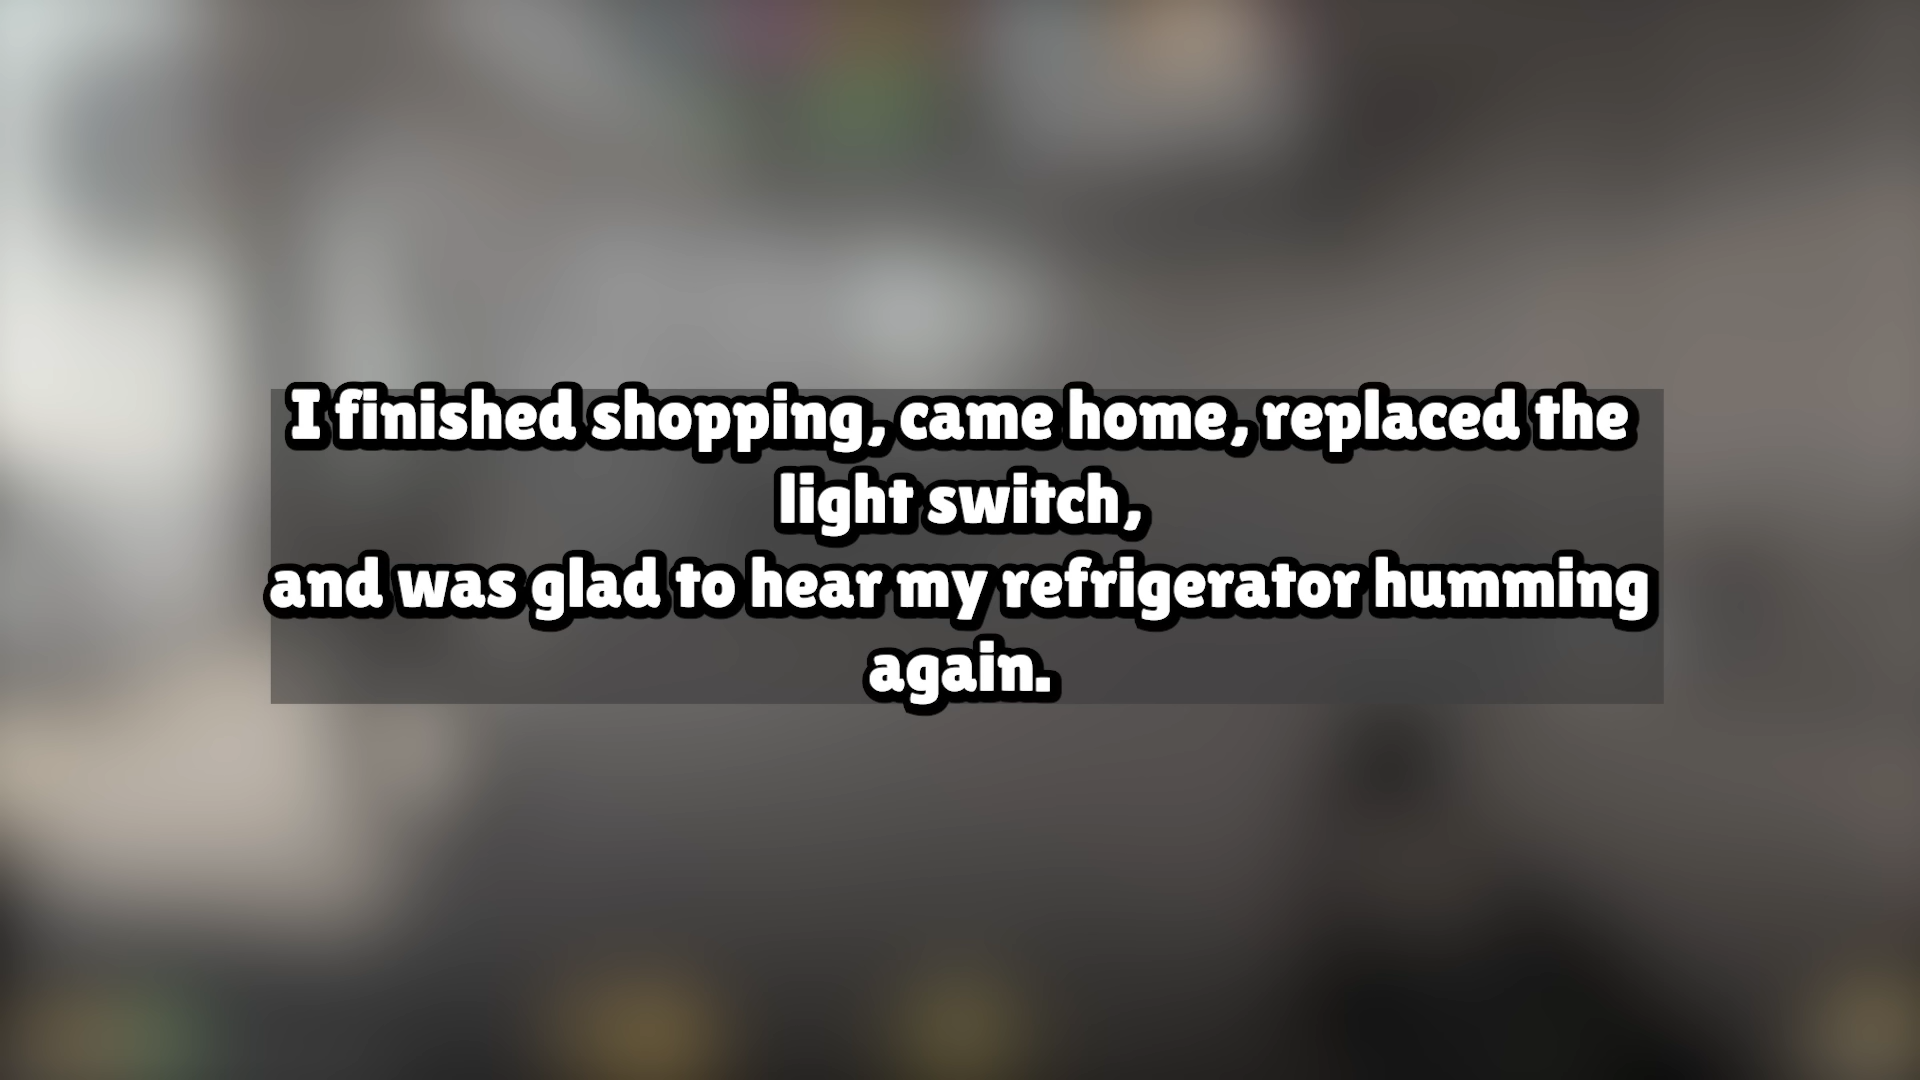 I finished shopping, came home, replaced the
light switch,
and was glad to hear my refrigerator humming
again.